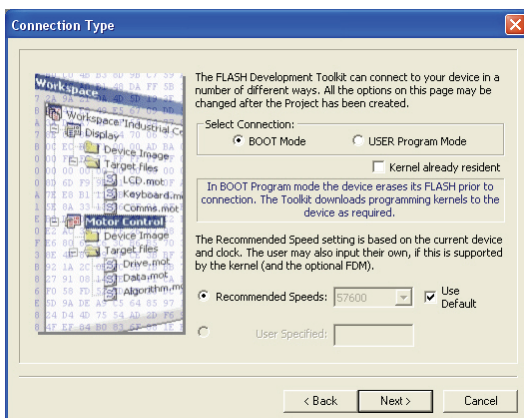 Connection Type
Workspace
Workspace "Industrial Co
Display
Device Image
Target files
LCD.mot
Keyboard.m
Comms.mot
Motor Control
Device Image
Target files
Drive.mot
Data.mot
Algorithm.m
The FLASH Development Toolkit can connect to your device in a
number of different ways. All the options on this page may be
changed after the Project has been created.
Select Connection:
BOOT Mode
USER Program Mode
Kernel already resident
In BOOT Program mode the device erases its FLASH prior to
connection. The Toolkit downloads programming kernels to the
device as required.
The Recommended Speed setting is based on the current device
and clock. The user may also input their own, if this is supported
by the kernel (and the optional FDM).
Recommended Speeds: 57600
Use
Default
User Specified:
< Back
Next >
Cancel